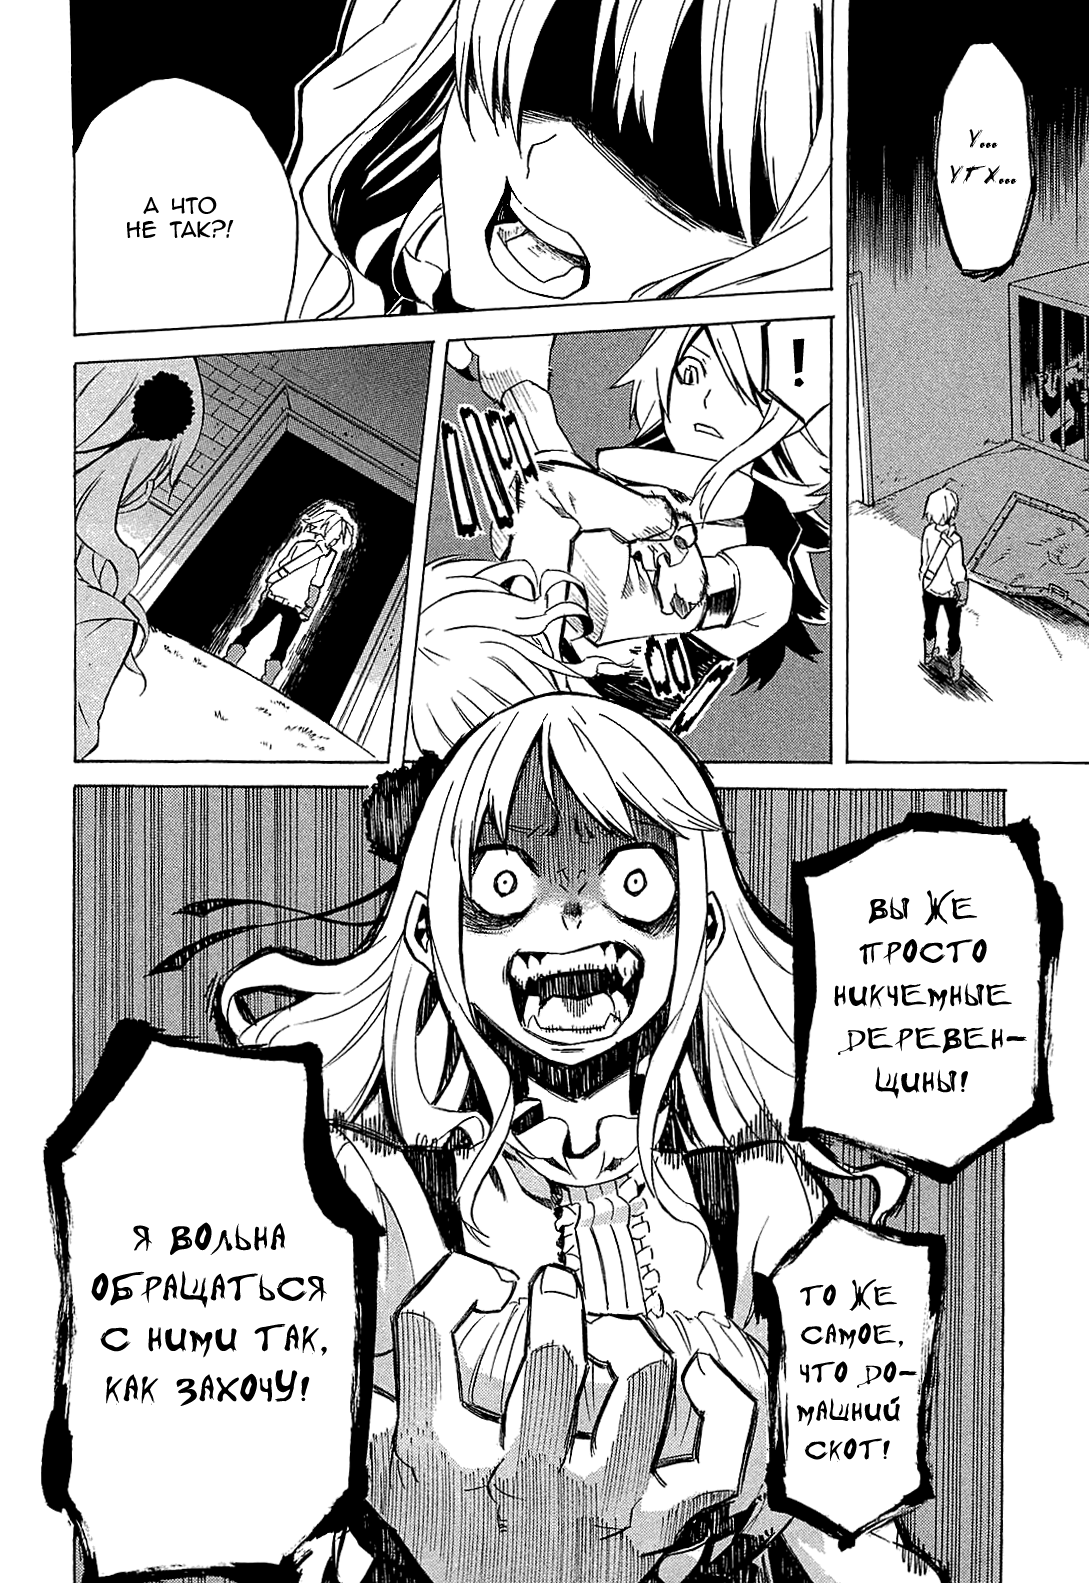 У...
УГХ...
А ЧТО
НЕ ТАК?!
!
ВЫ ЖЕ
ПРОСТО
НИКЧЕМНЫЕ
ДЕРЕВЕН-
ЩИНЫ!
ТО ЖЕ
САМОЕ,
ЧТО ДО-
МАШНИЙ
СКОТ!
Я ВОЛЬНА
ОБРАЩАТЬСЯ
С НИМИ ТАК,
КАК ЗАХОЧУ!